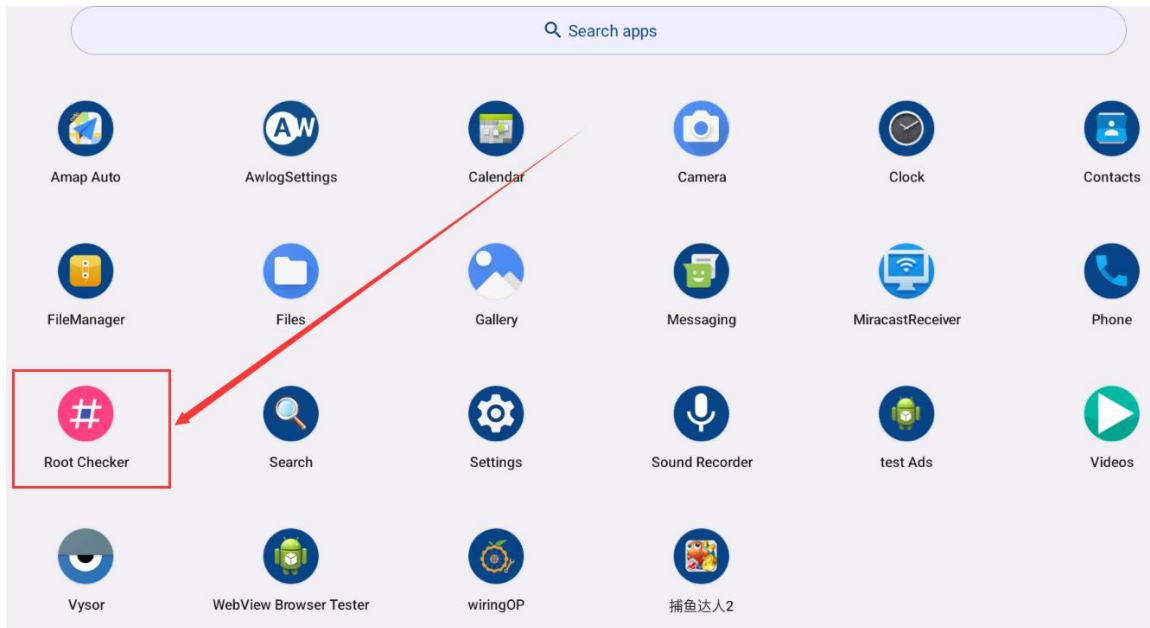 Search apps
Amap Auto
AW
AwlogSettings
Calendar
Camera
Clock
Contacts
FileManager
Files
Gallery
Messaging
MiracastReceiver
Phone
#
Root Checker
Search
Settings
Sound Recorder
test Ads
Videos
Vysor
WebView Browser Tester
wiringOP
捕鱼达人2